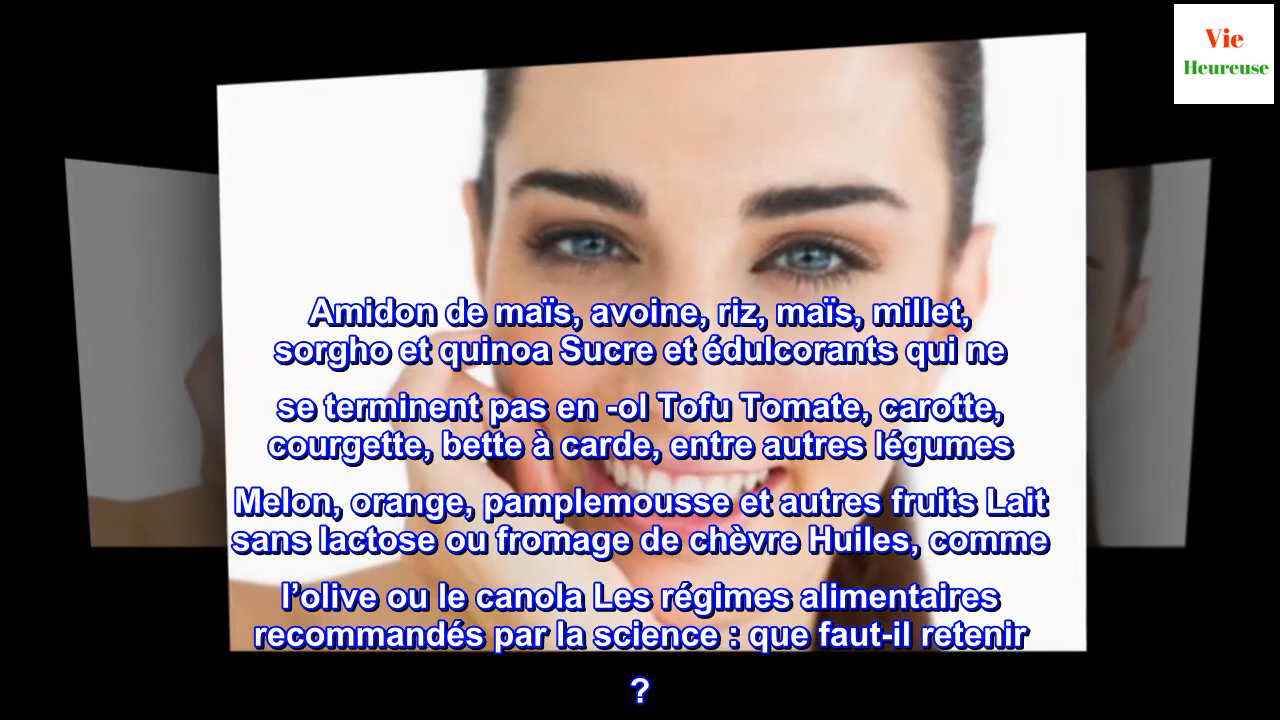 Vie
Heureuse
Amidon de maïs, avoine, riz, maïs, millet,
sorgho et quinoa Sucre et édulcorants qui ne
se terminent pas en -ol Tofu Tomate, carotte,
courgette, bette à carde, entre autres légumes
Melon, orange, pamplemousse et autres fruits Lait
sans lactose ou fromage de chèvre Huiles, comme
l’olive ou le canola Les régimes alimentaires
recommandés par la science : que faut-il retenir
?